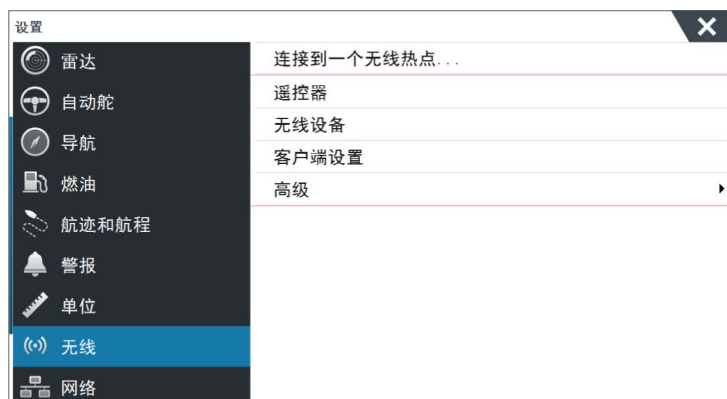 设置
雷达
自动舵
导航
燃油
航迹和航程
警报
单位
无线
网络
连接到一个无线热点...
遥控器
无线设备
客户端设置
高级